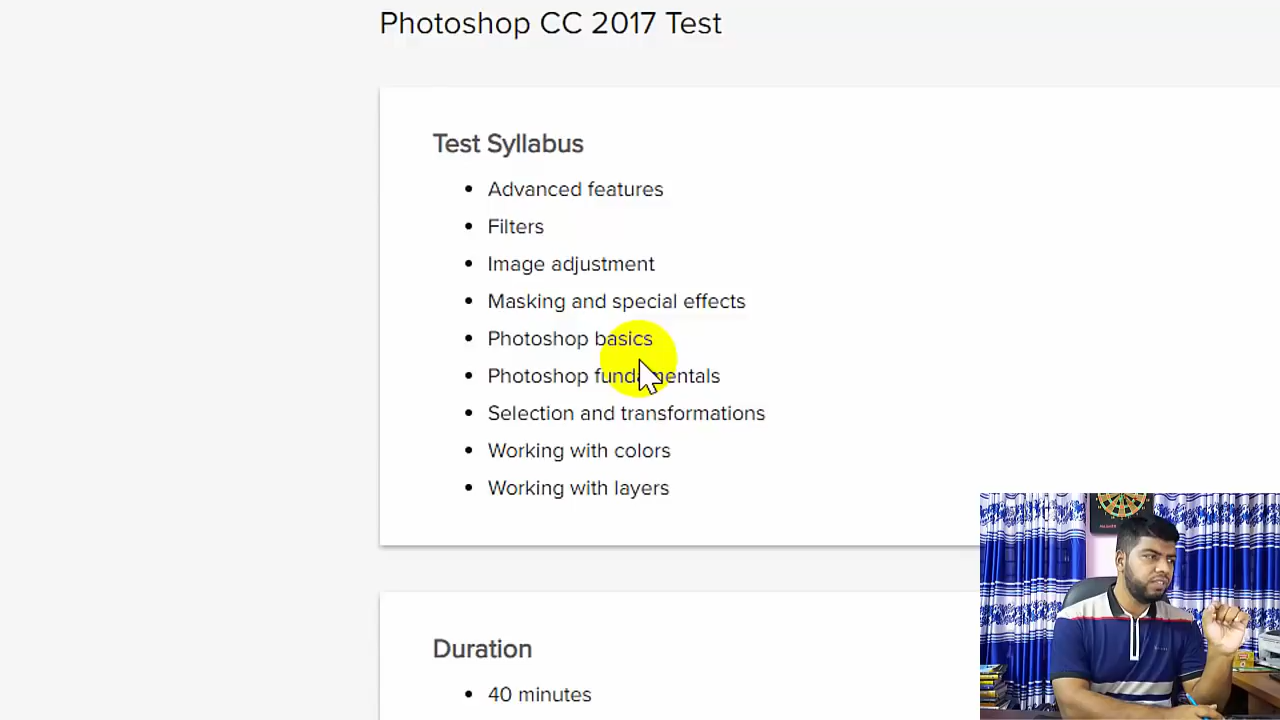 Photoshop CC 2017 Test
Test Syllabus
Advanced features
Filters
Image adjustment
Masking and special effects
Photoshop basics
Photoshop fundamentals
Selection and transformations
Working with colors
Working with layers
Duration
40 minutes